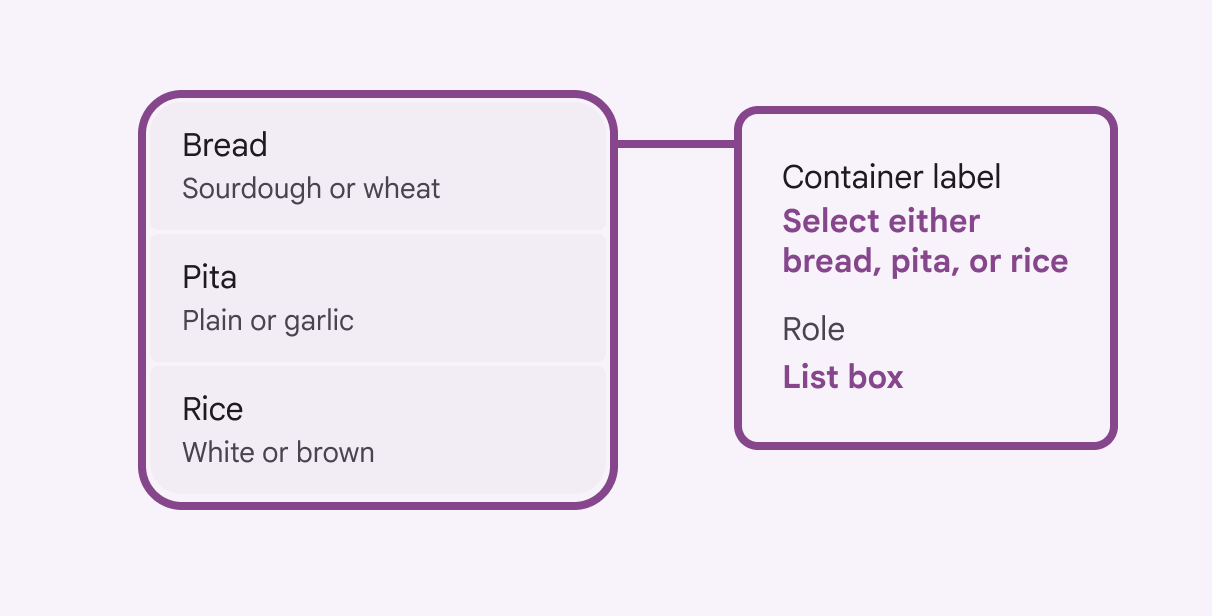 Bread
Sourdough or wheat
Pita
Plain or garlic
Rice
White or brown
Container label
Select either
bread, pita, or rice
Role
List box